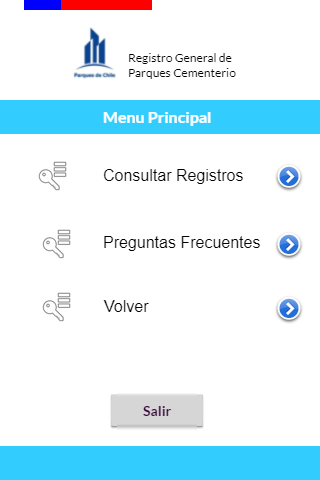 Parques de Chile
Registro General de
Parques Cementerio
Menu Principal
Consultar Registros
Preguntas Frecuentes
Volver
Salir